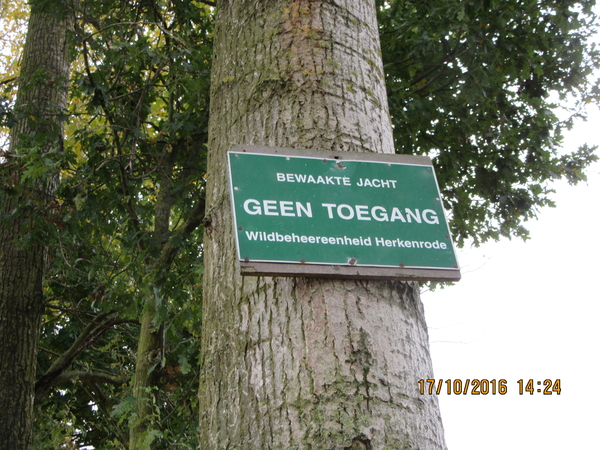 BEWAAKTE JACHT
GEEN TOEGANG
Wildbeheereenheid Herkenrode
17/10/2016 14:24